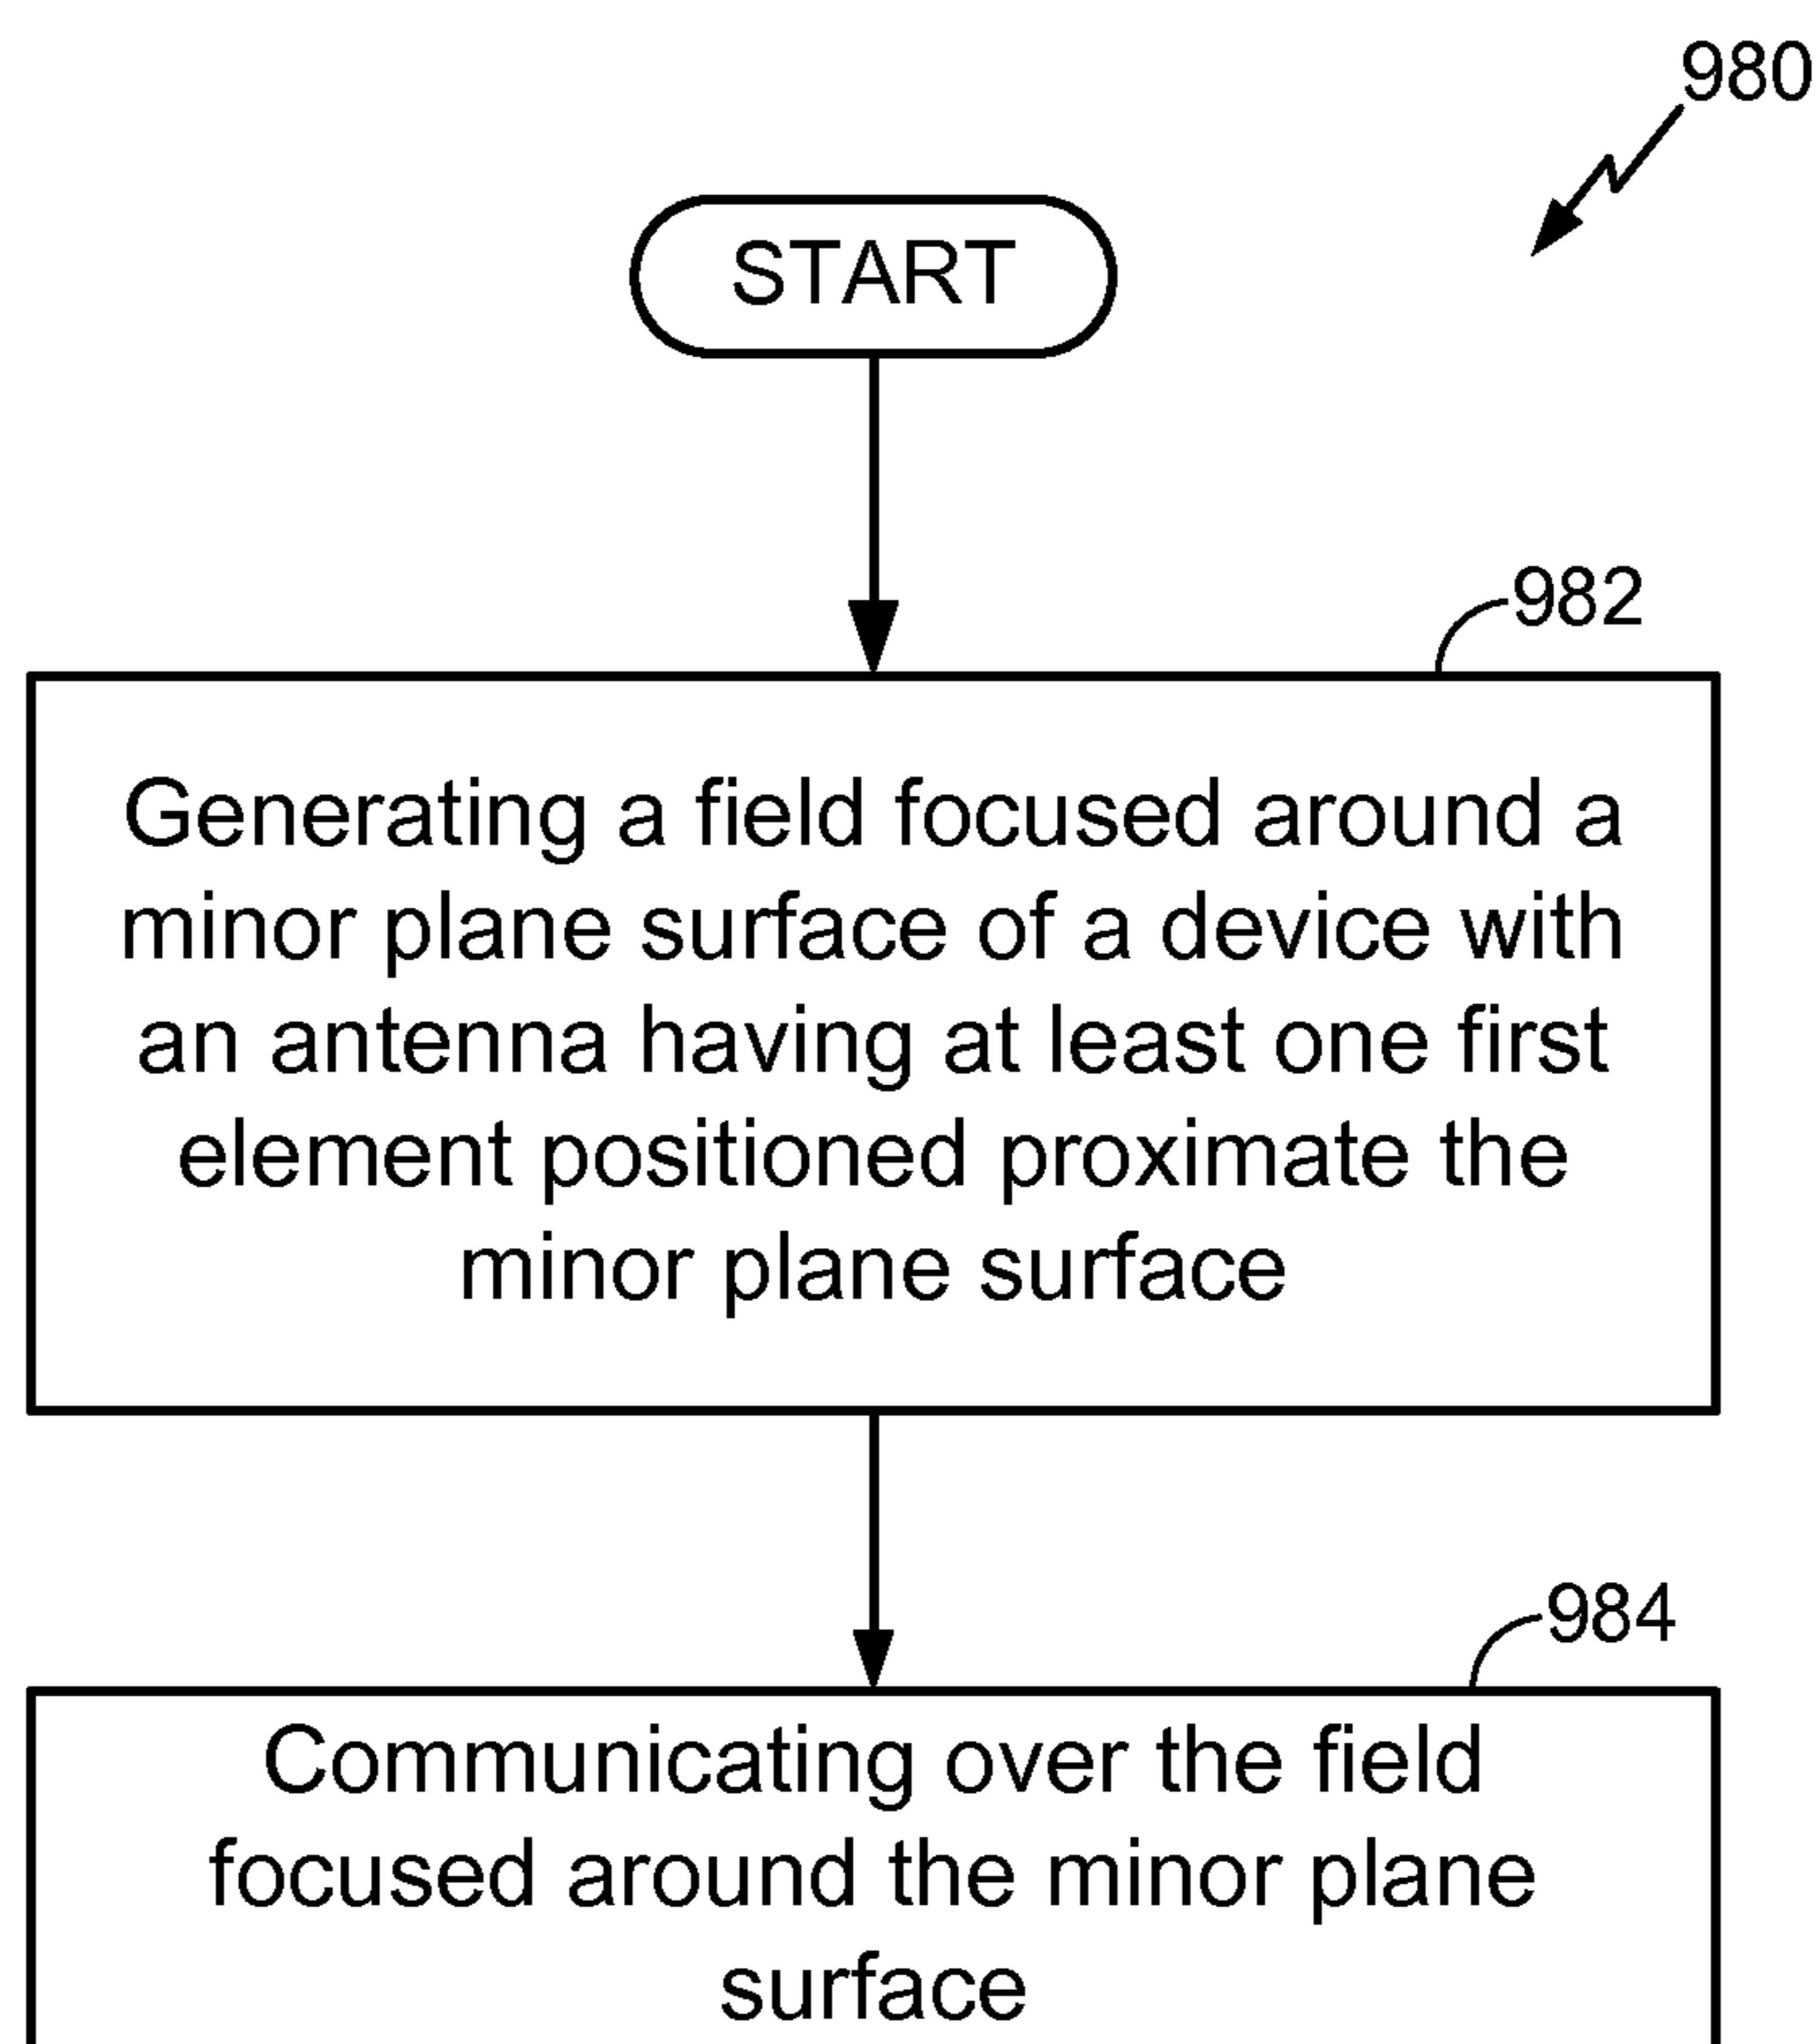 980
START
982
Generating a field focused around a
minor plane surface of a device with
an antenna having at least one first
element positioned proximate the
minor plane surface
984
Communicating over the field
focused around the minor plane
surface